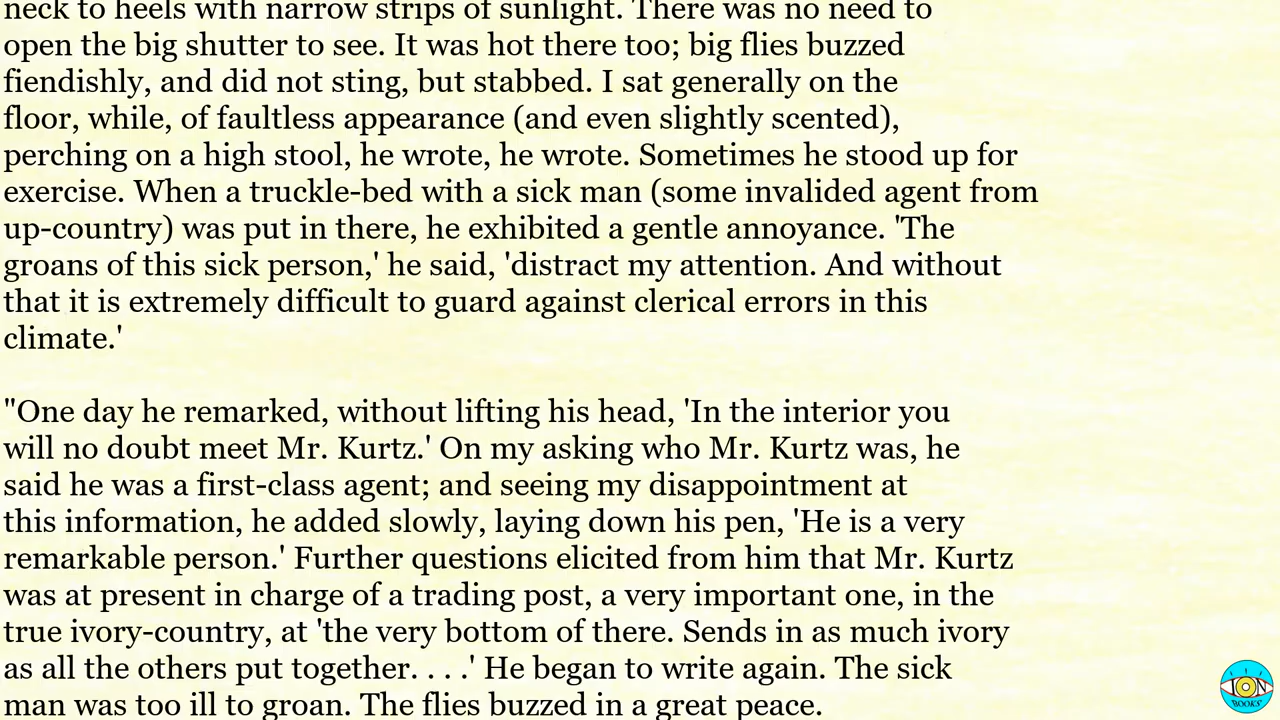 neck to heels with narrow strips of sunlight. There was no need to
open the big shutter to see. It was hot there too; big flies buzzed
fiendishly, and did not sting, but stabbed. I sat generally on the
floor, while, of faultless appearance (and even slightly scented),
perching on a high stool, he wrote, he wrote. Sometimes he stood up for
exercise. When a truckle-bed with a sick man (some invalided agent from
up-country) was put in there, he exhibited a gentle annoyance. 'The
groans of this sick person,' he said, 'distract my attention. And without
that it is extremely difficult to guard against clerical errors in this
climate.'
"One day he remarked, without lifting his head, 'In the interior you
will no doubt meet Mr. Kurtz.' On my asking who Mr. Kurtz was, he
said he was a first-class agent; and seeing my disappointment at
this information, he added slowly, laying down his pen, 'He is a very
remarkable person.' Further questions elicited from him that Mr. Kurtz
was at present in charge of a trading post, a very important one, in the
true ivory-country, at 'the very bottom of there. Sends in as much ivory
as all the others put together. . . .' He began to write again. The sick
man was too ill to groan. The flies buzzed in a great peace.
ION
BOOKS